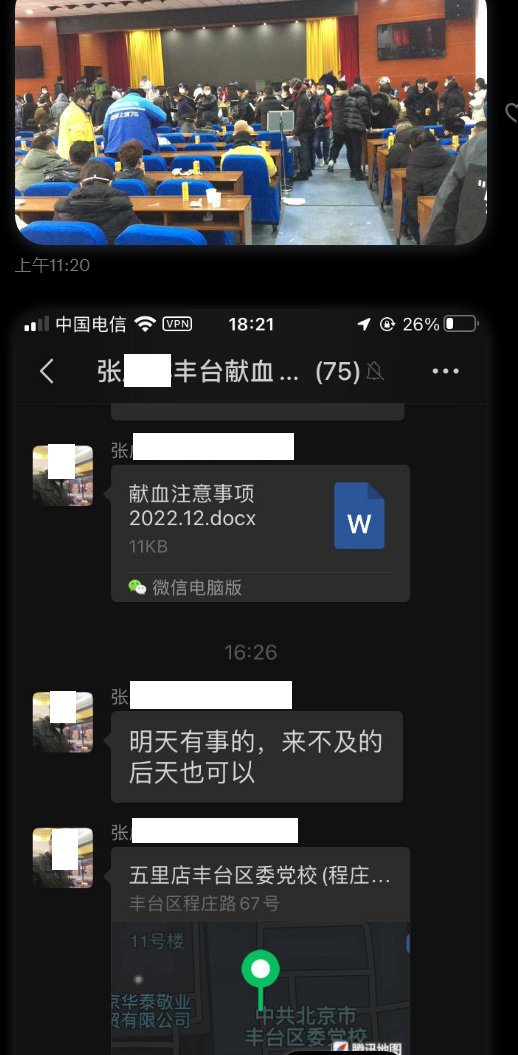 上午11:20
中国电信 VPN 18:21 26%
张 丰台献血... (75)
张
献血注意事项
2022.12.docx
W
11KB
微信电脑版
16:26
张
明天有事的，来不及的
后天也可以
张
五里店丰台区委党校(程庄...
丰台区程庄路67号
11号楼
京华泰敬业
贸有限公司
中共北京市
丰台区委党校
腾讯地图